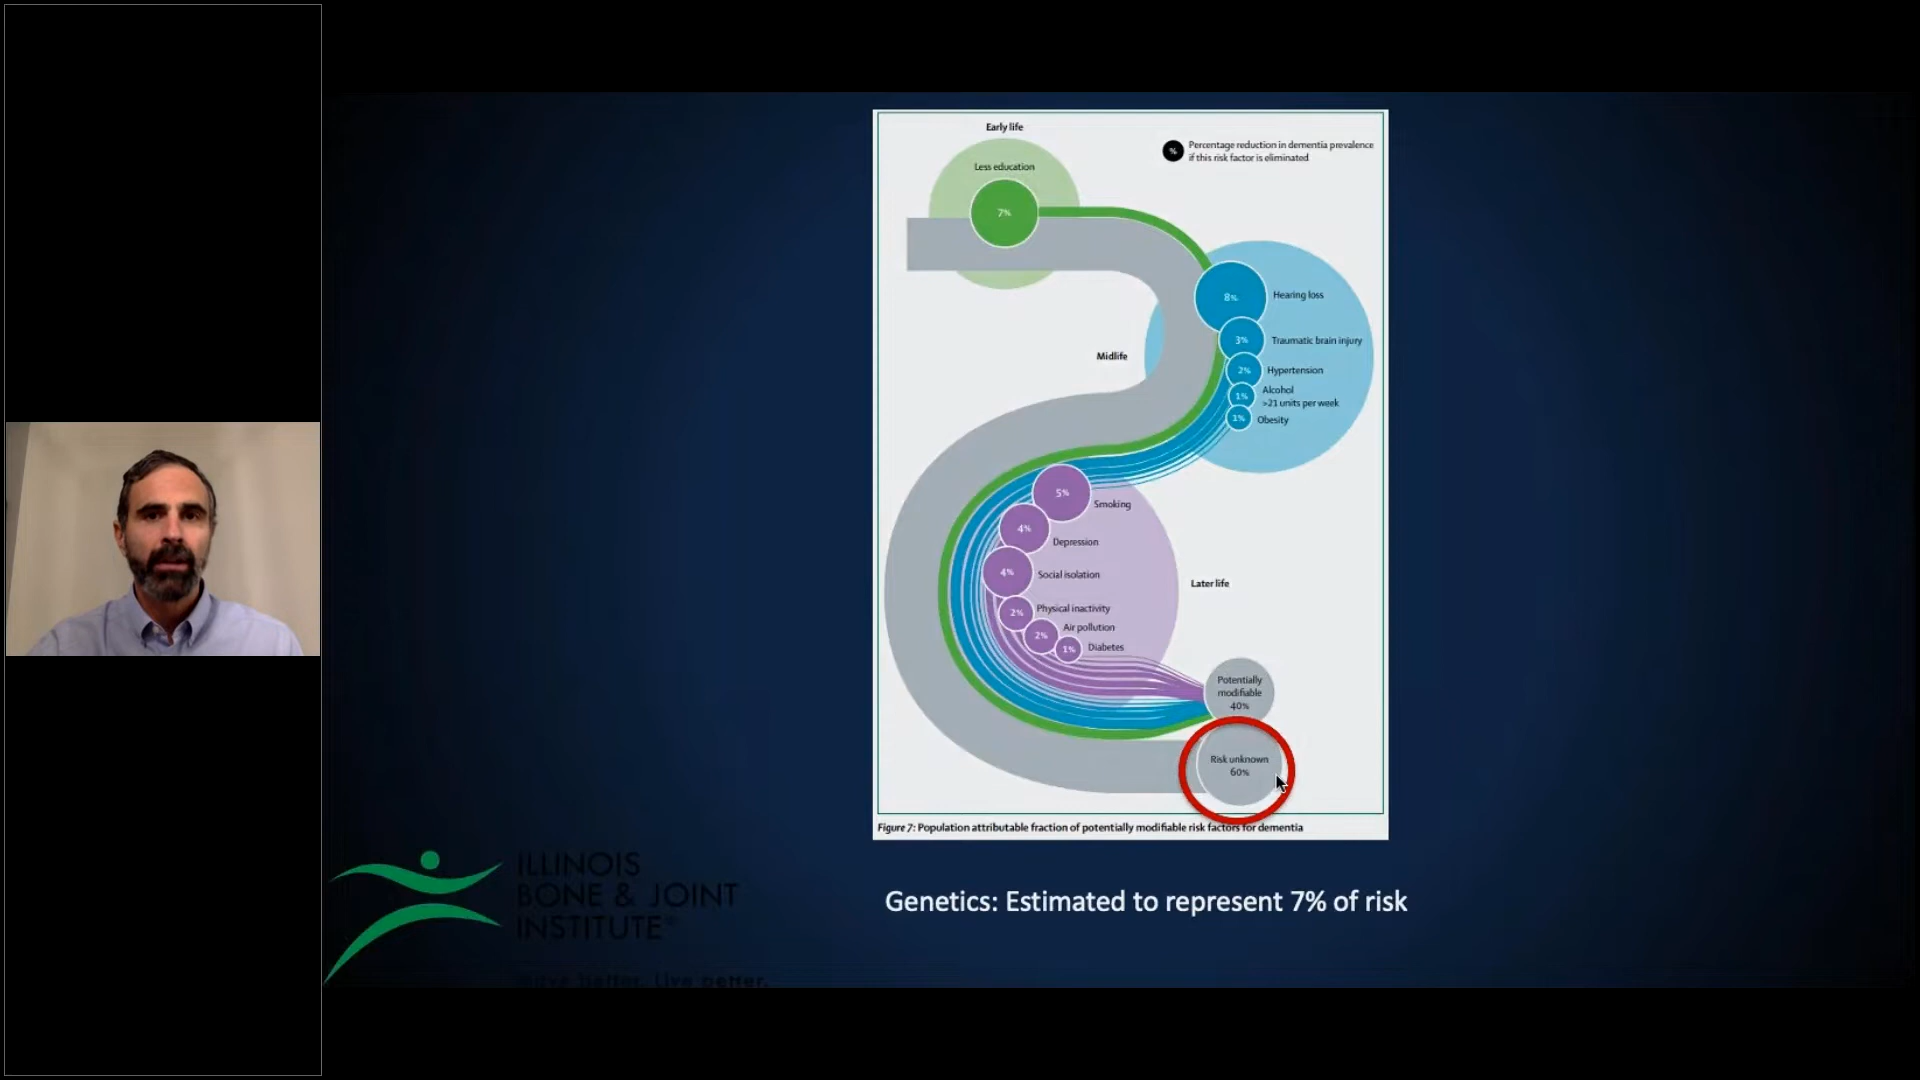 Early life
Less education
7%
%
Percentage reduction in dementia prevalence
if this risk factor is eliminated
8%
Hearing loss
3%
Traumatic brain injury
Midlife
2%
Hypertension
1%
Alcohol
>21 units per week
1%
Obesity
5%
Smoking
4%
Depression
4%
Social isolation
Later life
2%
Physical inactivity
2%
Air pollution
1%
Diabetes
Potentially
modifiable
40%
Risk unknown
60%
Figure 7: Population attributable fraction of potentially modifiable risk factors for dementia
Genetics: Estimated to represent 7% of risk
ILLINOIS
BONE & JOINT
INSTITUTE®
Move better. Live better.